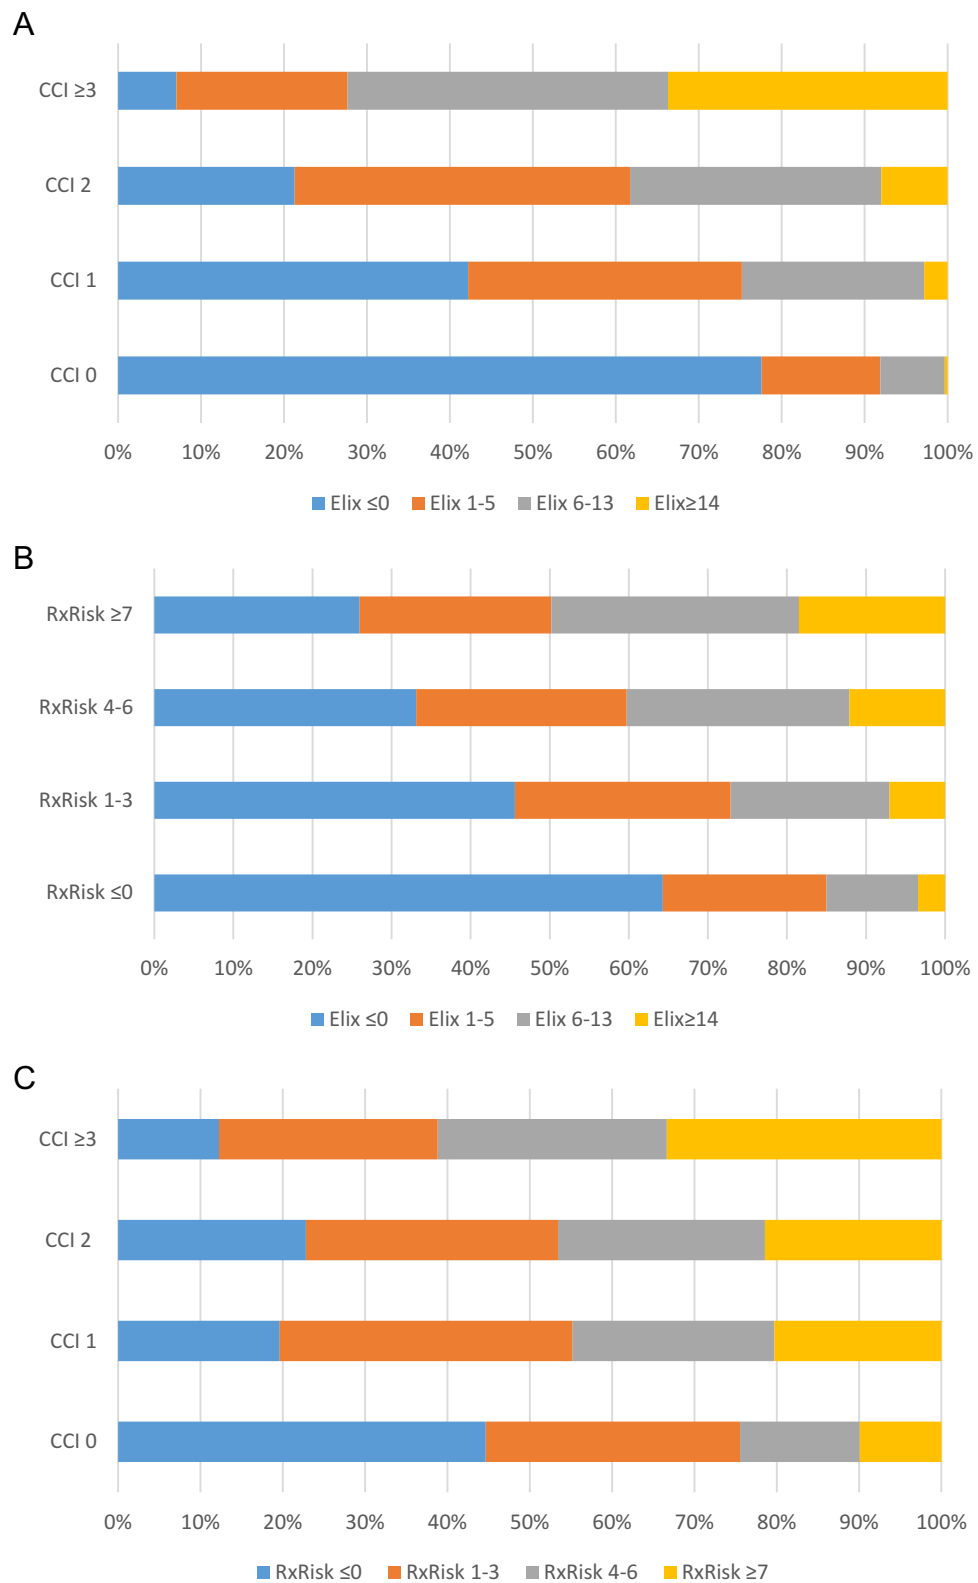 A
CCI ≥3
CCI 2
CCI 1
CCI 0
0% 10% 20% 30% 40% 50% 60% 70% 80% 90% 100%
Elix ≤0 Elix 1-5 Elix 6-13 Elix≥14
B
RxRisk ≥7
RxRisk 4-6
RxRisk 1-3
RxRisk ≤0
0% 10% 20% 30% 40% 50% 60% 70% 80% 90% 100%
Elix ≤0 Elix 1-5 Elix 6-13 Elix≥14
C
CCI ≥3
CCI 2
CCI 1
CCI 0
0% 10% 20% 30% 40% 50% 60% 70% 80% 90% 100%
RxRisk ≤0 RxRisk 1-3 RxRisk 4-6 RxRisk ≥7